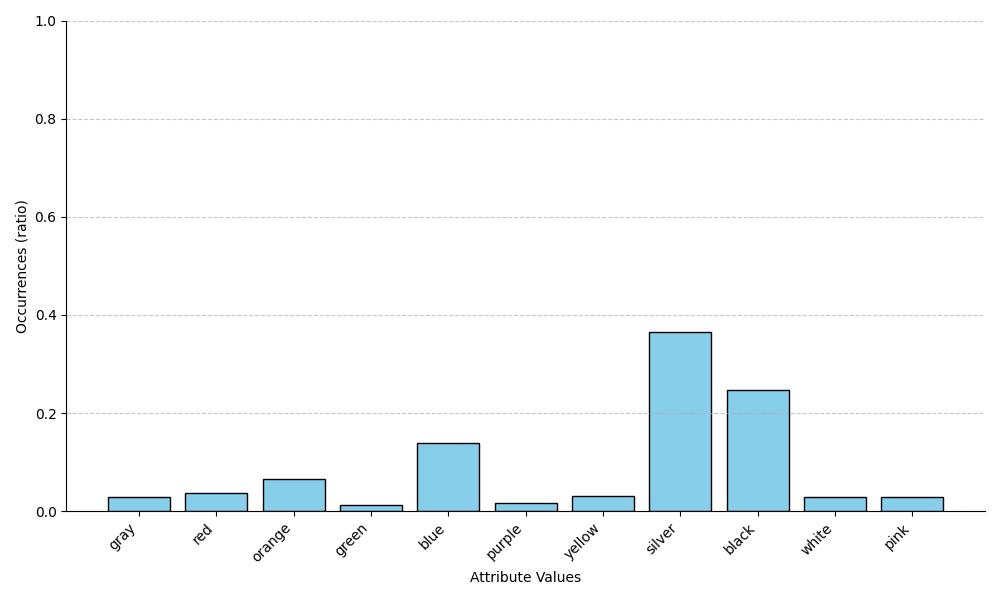 1.0
0.8
0.6
0.4
0.2
0.0
Occurrences (ratio)
gray
red
orange
green
blue
purple
yellow
silver
black
white
pink
Attribute Values